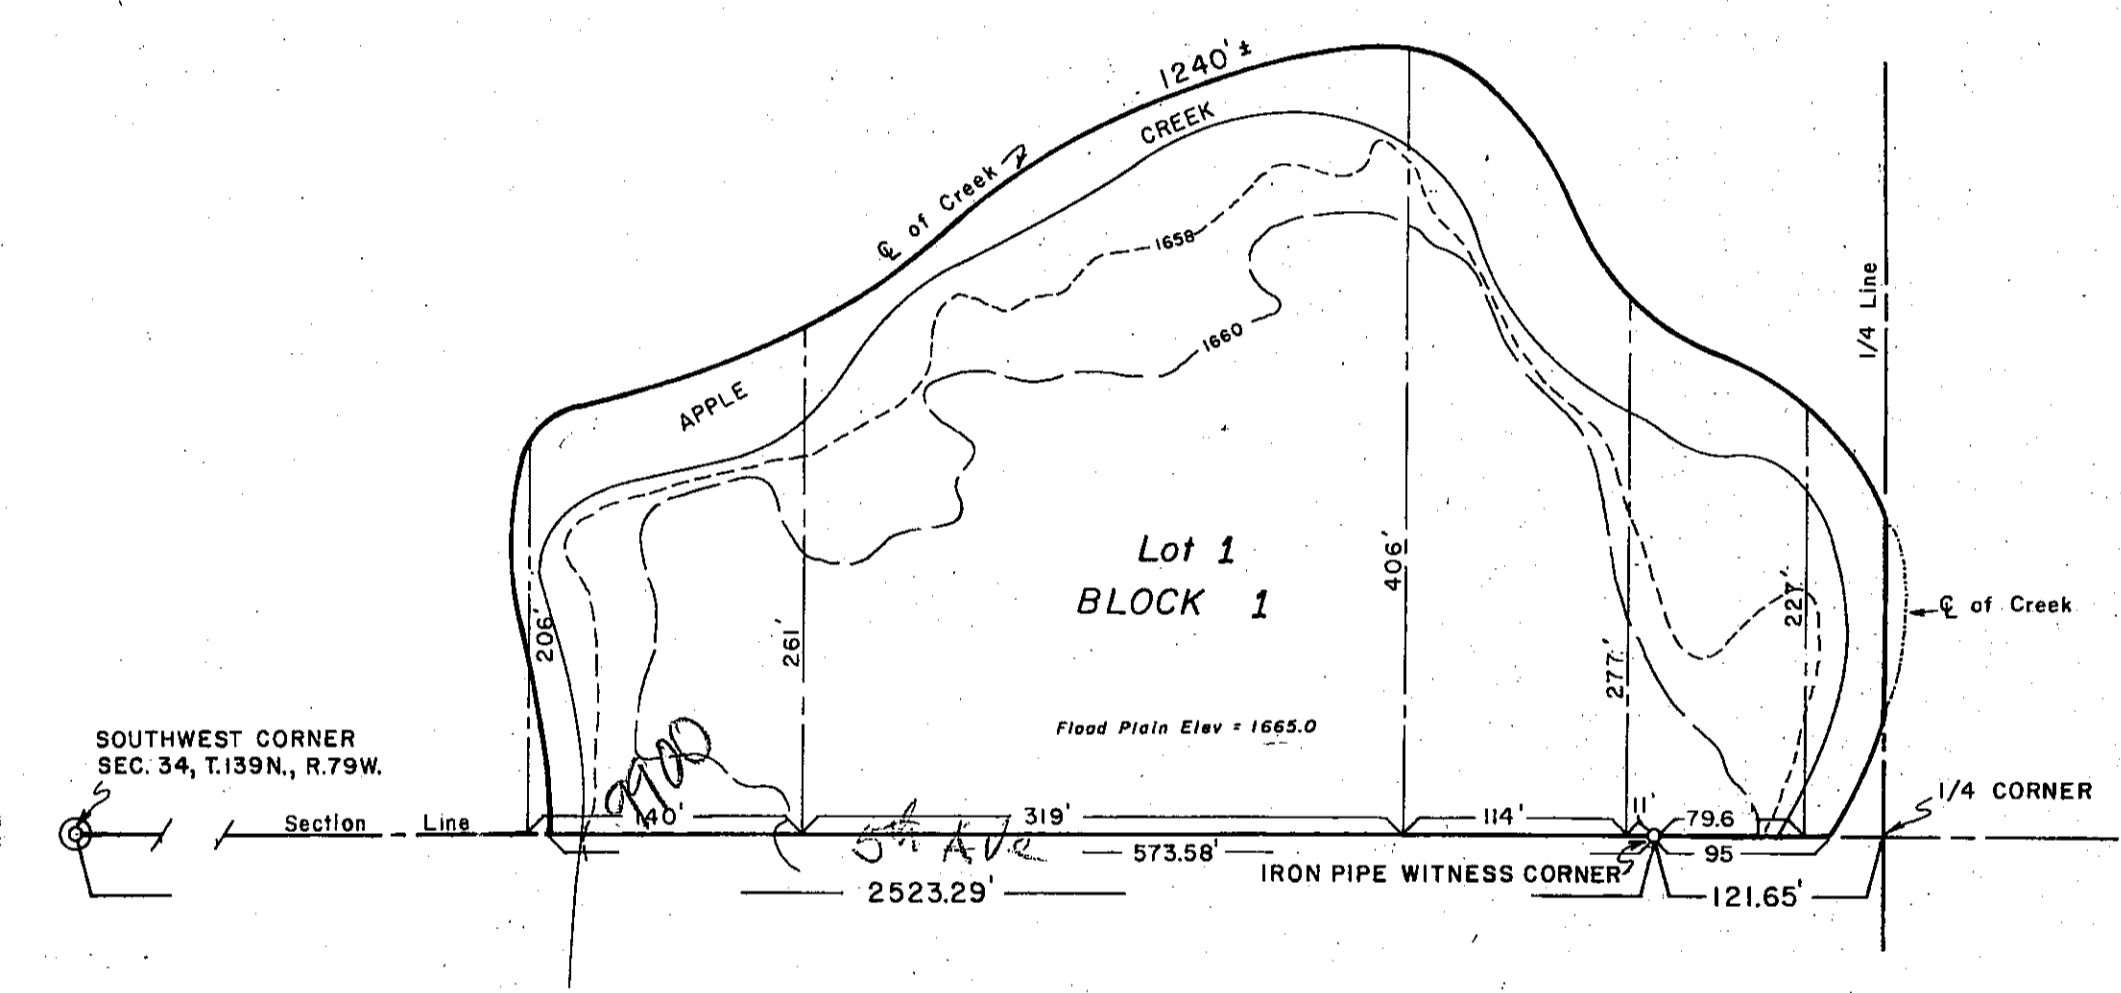 1240'±
CREEK
℄ of Creek
1658
1/4 Line
1660
APPLE
Lot 1
BLOCK 1
406'
℄ of Creek
227'
206'
261'
277'
Flood Plain Elev = 1665.0
SOUTHWEST CORNER
SEC. 34, T.139N., R.79W.
9700
1/4 CORNER
Section Line
140'
319'
114'
11'
79.6
5th Ave
573.58'
95
IRON PIPE WITNESS CORNER
2523.29'
121.65'